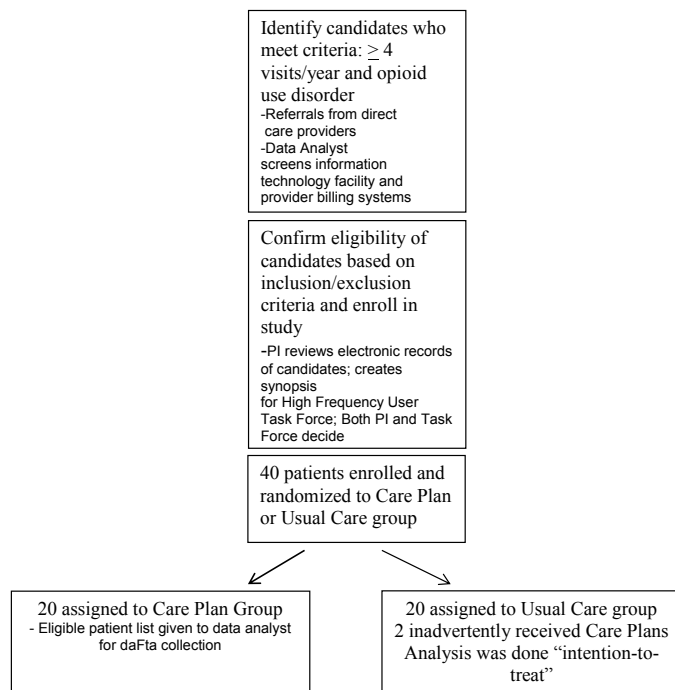 Identify candidates who
meet criteria: ≥ 4
visits/year and opioid
use disorder
-Referrals from direct
care providers
-Data Analyst
screens information
technology facility and
provider billing systems
Confirm eligibility of
candidates based on
inclusion/exclusion
criteria and enroll in
study
-PI reviews electronic records
of candidates; creates
synopsis
for High Frequency User
Task Force; Both PI and Task
Force decide
40 patients enrolled and
randomized to Care Plan
or Usual Care group
20 assigned to Care Plan Group
- Eligible patient list given to data analyst
for daFta collection
20 assigned to Usual Care group
2 inadvertently received Care Plans
Analysis was done “intention-to-
treat”